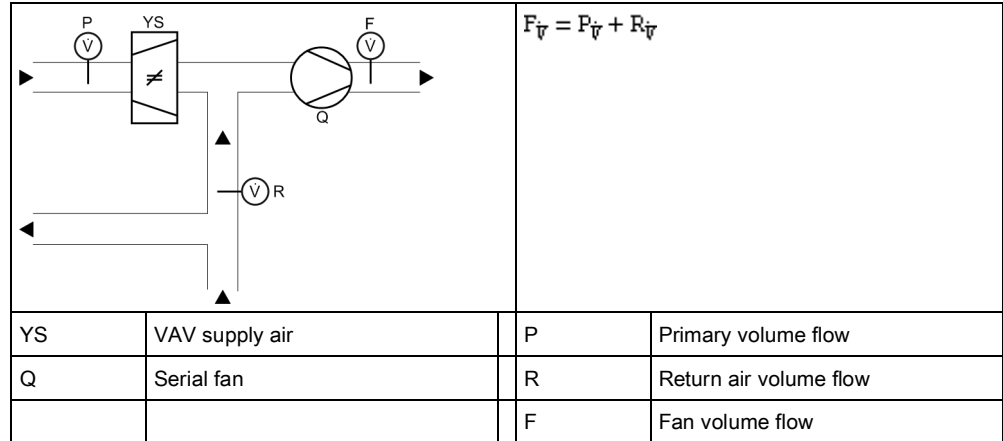 P
YS
F
V̇
V̇
≠
Q
V̇ R
F_V̇ = P_V̇ + R_V̇
YS VAV supply air P Primary volume flow
Q Serial fan R Return air volume flow
F Fan volume flow